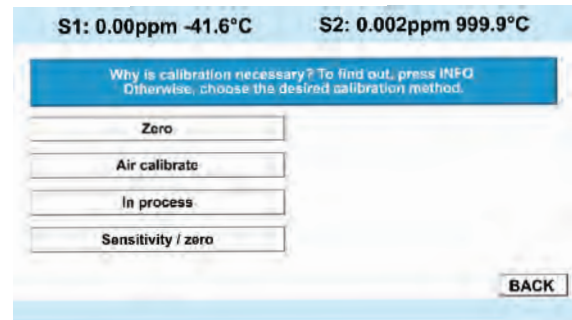 S1: 0.00ppm -41.6°C S2: 0.002ppm 999.9°C
Why is calibration necessary? To find out, press INFO
Otherwise, choose the desired calibration method.
Zero
Air calibrate
In process
Sensitivity / zero
BACK